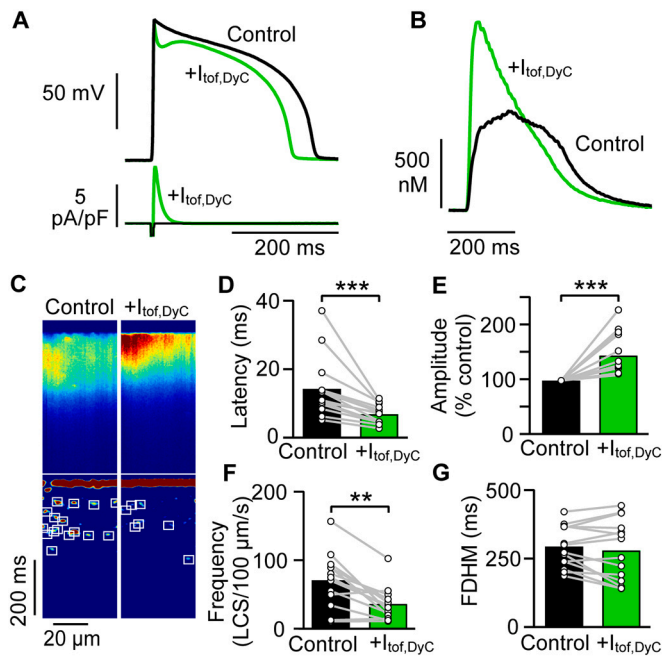 A
Control
50 mV
+Itof,DyC
5
pA/pF
+Itof,DyC
200 ms
B
+Itof,DyC
Control
500
nM
200 ms
C
Control +Itof,DyC
200 ms
20 µm
D
***
Latency
(ms)
40
20
0
Control +Itof,DyC
E
***
Amplitude
(% control)
200
100
0
Control +Itof,DyC
F
**
Frequency
(LCS/100 µm/s)
200
100
0
Control +Itof,DyC
G
FDHM (ms)
500
250
0
Control +Itof,DyC